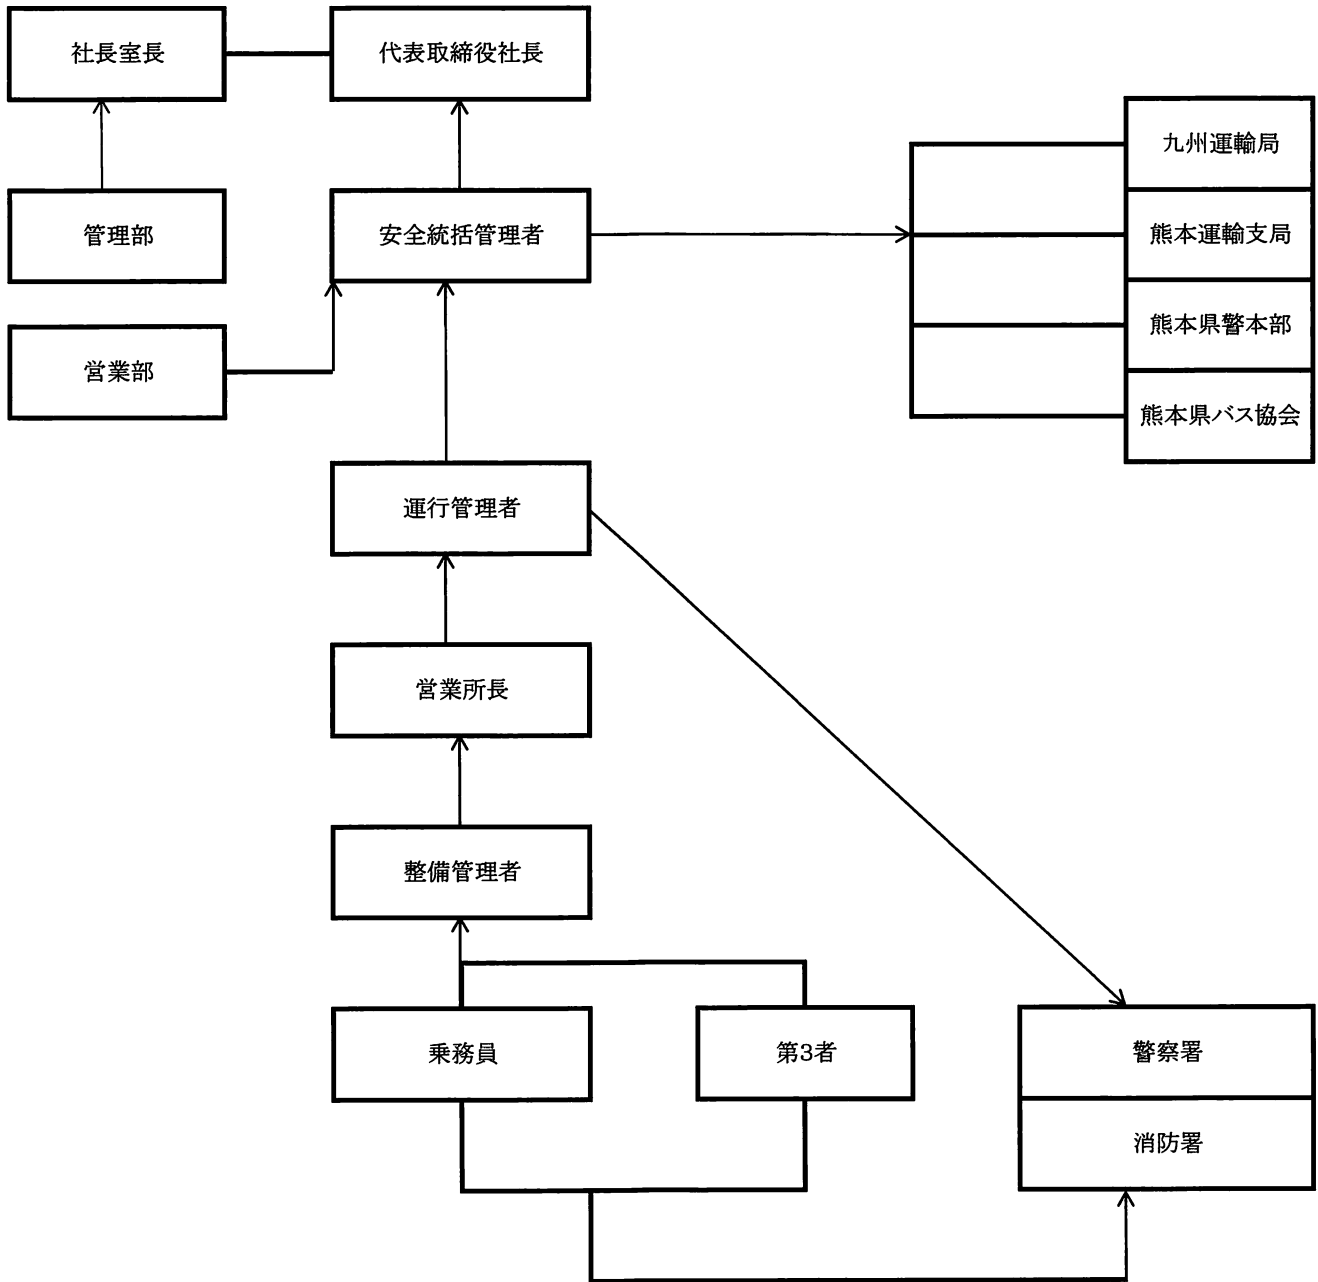 社長室長
代表取締役社長
九州運輸局
管理部
安全統括管理者
熊本運輸支局
熊本県警本部
営業部
熊本県バス協会
運行管理者
営業所長
整備管理者
乗務員
第3者
警察署
消防署